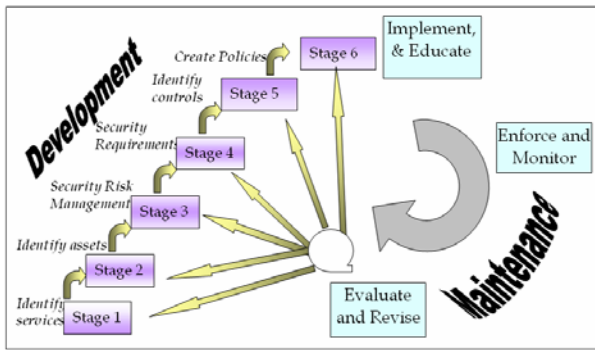 Development
Create Policies
Stage 6
Implement,
& Educate
Identify
controls
Stage 5
Security
Requirements
Stage 4
Enforce and
Monitor
Security Risk
Management
Stage 3
Identify assets
Stage 2
Identify
services
Stage 1
Evaluate
and Revise
Maintenance